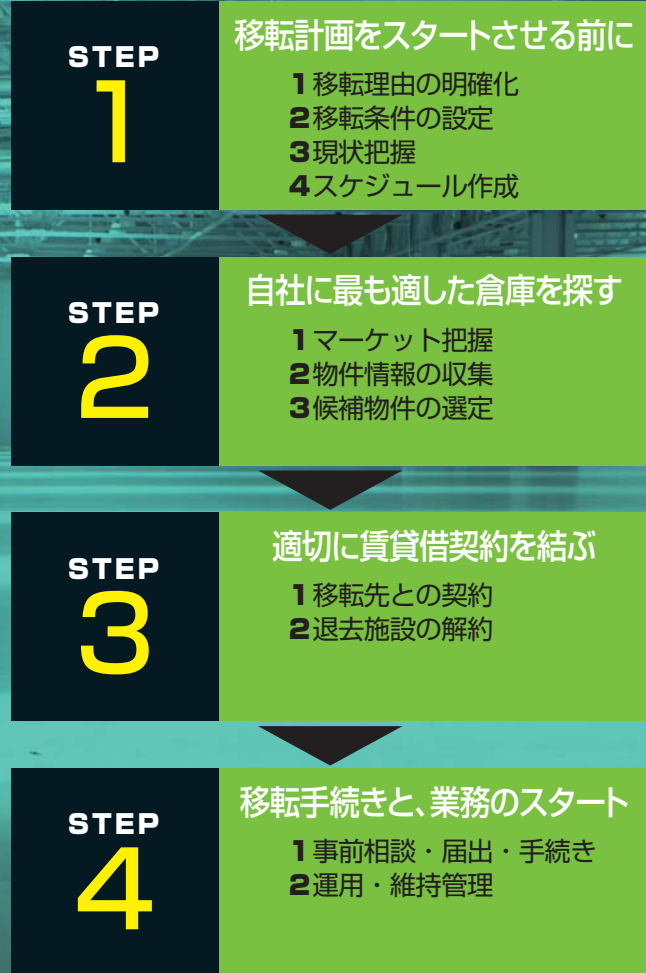 STEP
1
移転計画をスタートさせる前に
1 移転理由の明確化
2 移転条件の設定
3 現状把握
4 スケジュール作成
STEP
2
自社に最も適した倉庫を探す
1 マーケット把握
2 物件情報の収集
3 候補物件の選定
STEP
3
適切に賃貸借契約を結ぶ
1 移転先との契約
2 退去施設の解約
STEP
4
移転手続きと、業務のスタート
1 事前相談・届出・手続き
2 運用・維持管理